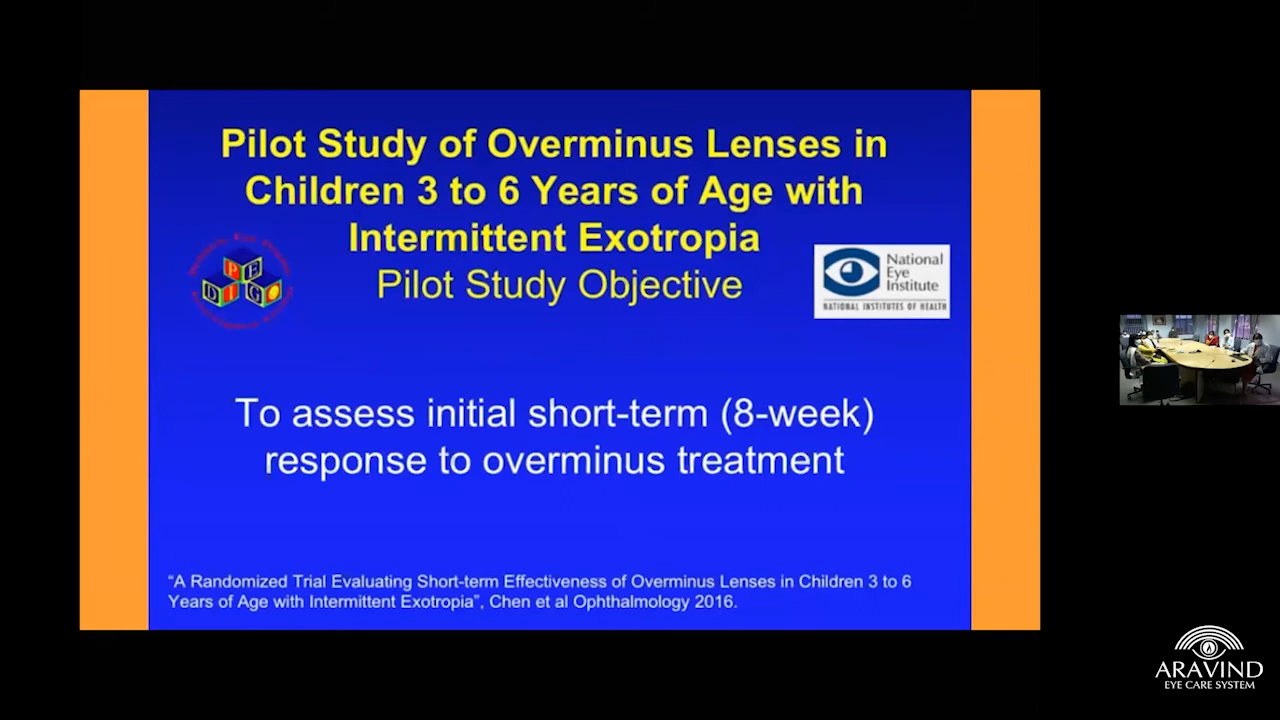 Pilot Study of Overminus Lenses in
Children 3 to 6 Years of Age with
Intermittent Exotropia
Pilot Study Objective
P E
D I G
National
Eye
Institute
NATIONAL INSTITUTES OF HEALTH
To assess initial short-term (8-week)
response to overminus treatment
“A Randomized Trial Evaluating Short-term Effectiveness of Overminus Lenses in Children 3 to 6
Years of Age with Intermittent Exotropia”, Chen et al Ophthalmology 2016.
ARAVIND
EYE CARE SYSTEM